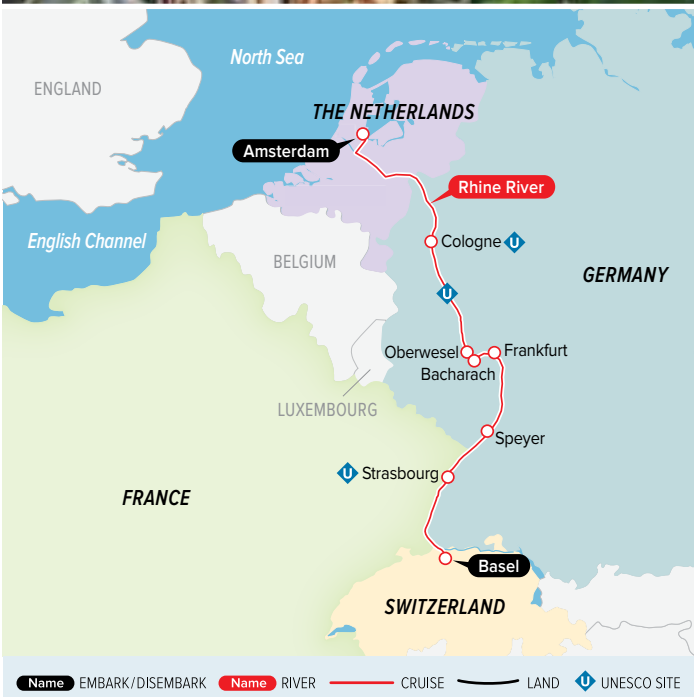 North Sea
ENGLAND
THE NETHERLANDS
Amsterdam
Rhine River
English Channel
Cologne U
BELGIUM
GERMANY
U
Oberwesel
Frankfurt
Bacharach
LUXEMBOURG
Speyer
U Strasbourg
FRANCE
Basel
SWITZERLAND
Name EMBARK/DISEMBARK Name RIVER CRUISE LAND U UNESCO SITE